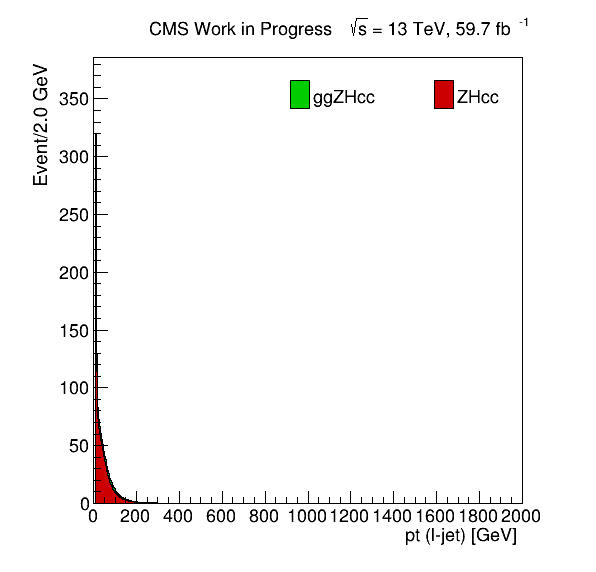 CMS Work in Progress √s = 13 TeV, 59.7 fb -1
Event/2.0 GeV
ggZHcc ZHcc
350
300
250
200
150
100
50
0
0 200 400 600 800 1000 1200 1400 1600 1800 2000
pt (l-jet) [GeV]